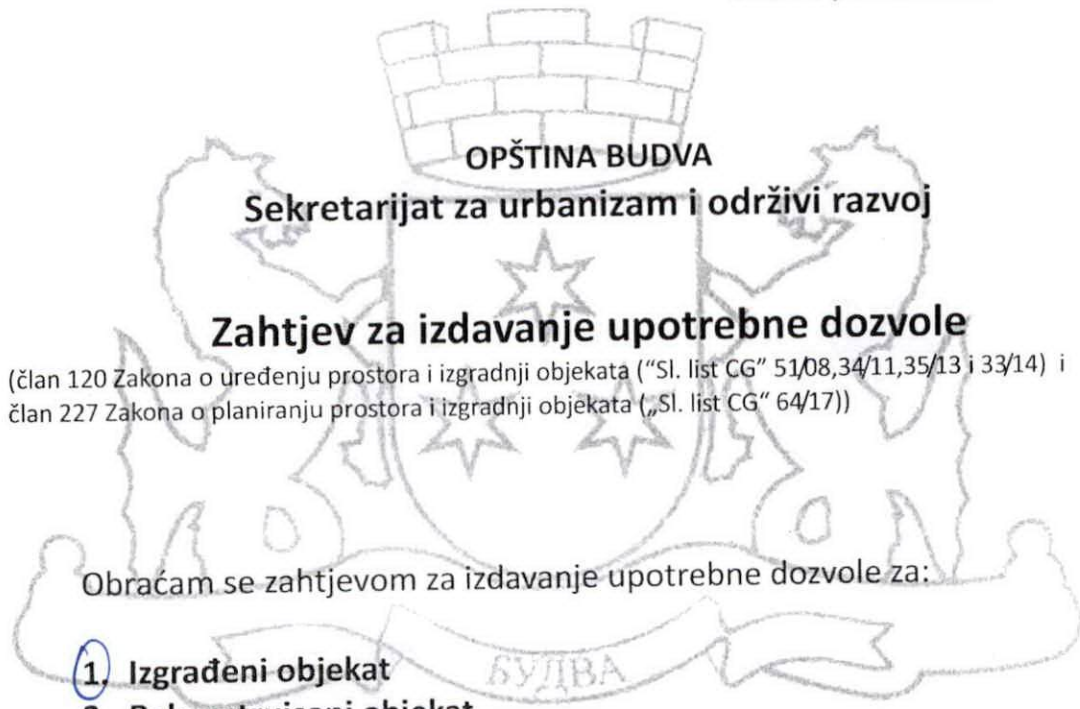 OPŠTINA BUDVA
Sekretarijat za urbanizam i održivi razvoj
Zahtjev za izdavanje upotrebne dozvole
(član 120 Zakona o uređenju prostora i izgradnji objekata ("Sl. list CG" 51/08,34/11,35/13 i 33/14) i
član 227 Zakona o planiranju prostora i izgradnji objekata („Sl. list CG" 64/17))
Obraćam se zahtjevom za izdavanje upotrebne dozvole za:
1. Izgrađeni objekat
БУДВА